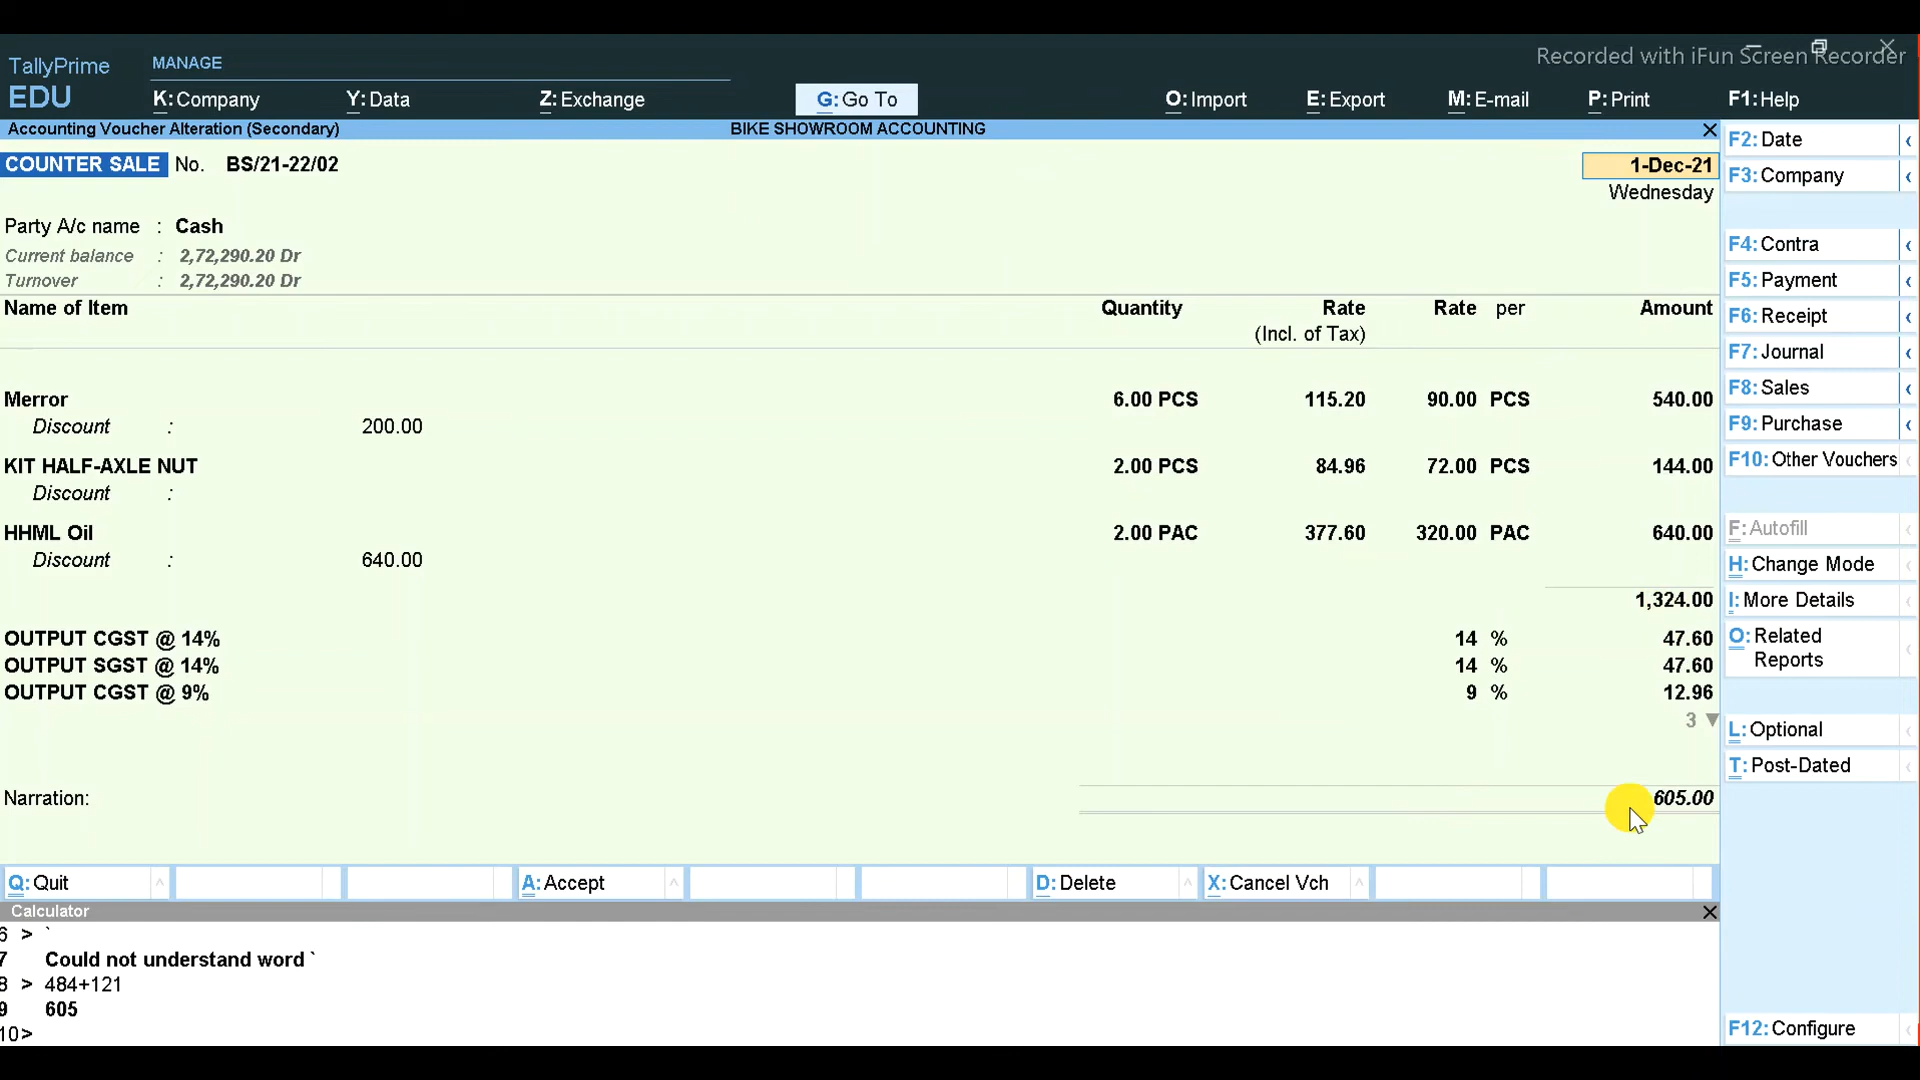 Recorded with iFun Screen Recorder
TallyPrime
EDU
MANAGE
K:Company Y:Data Z:Exchange G:Go To O:Import E:Export M:E-mail P:Print F1:Help
Accounting Voucher Alteration (Secondary) BIKE SHOWROOM ACCOUNTING
COUNTER SALE No. BS/21-22/02 1-Dec-21
Wednesday
Party A/c name : Cash
Current balance : 2,72,290.20 Dr
Turnover : 2,72,290.20 Dr
Name of Item Quantity Rate Rate per Amount
(Incl. of Tax)
Merror 6.00 PCS 115.20 90.00 PCS 540.00
Discount : 200.00
KIT HALF-AXLE NUT 2.00 PCS 84.96 72.00 PCS 144.00
Discount :
HHML Oil 2.00 PAC 377.60 320.00 PAC 640.00
Discount : 640.00
1,324.00
OUTPUT CGST @ 14% 14 % 47.60
OUTPUT SGST @ 14% 14 % 47.60
OUTPUT CGST @ 9% 9 % 12.96
3 ▼
Narration: 605.00
Q:Quit A:Accept D:Delete X:Cancel Vch
Calculator
6 > `
7 Could not understand word `
8 > 484+121
9 605
10>
F2:Date
F3:Company
F4:Contra
F5:Payment
F6:Receipt
F7:Journal
F8:Sales
F9:Purchase
F10:Other Vouchers
F:Autofill
H:Change Mode
I:More Details
O:Related
Reports
L:Optional
T:Post-Dated
F12:Configure